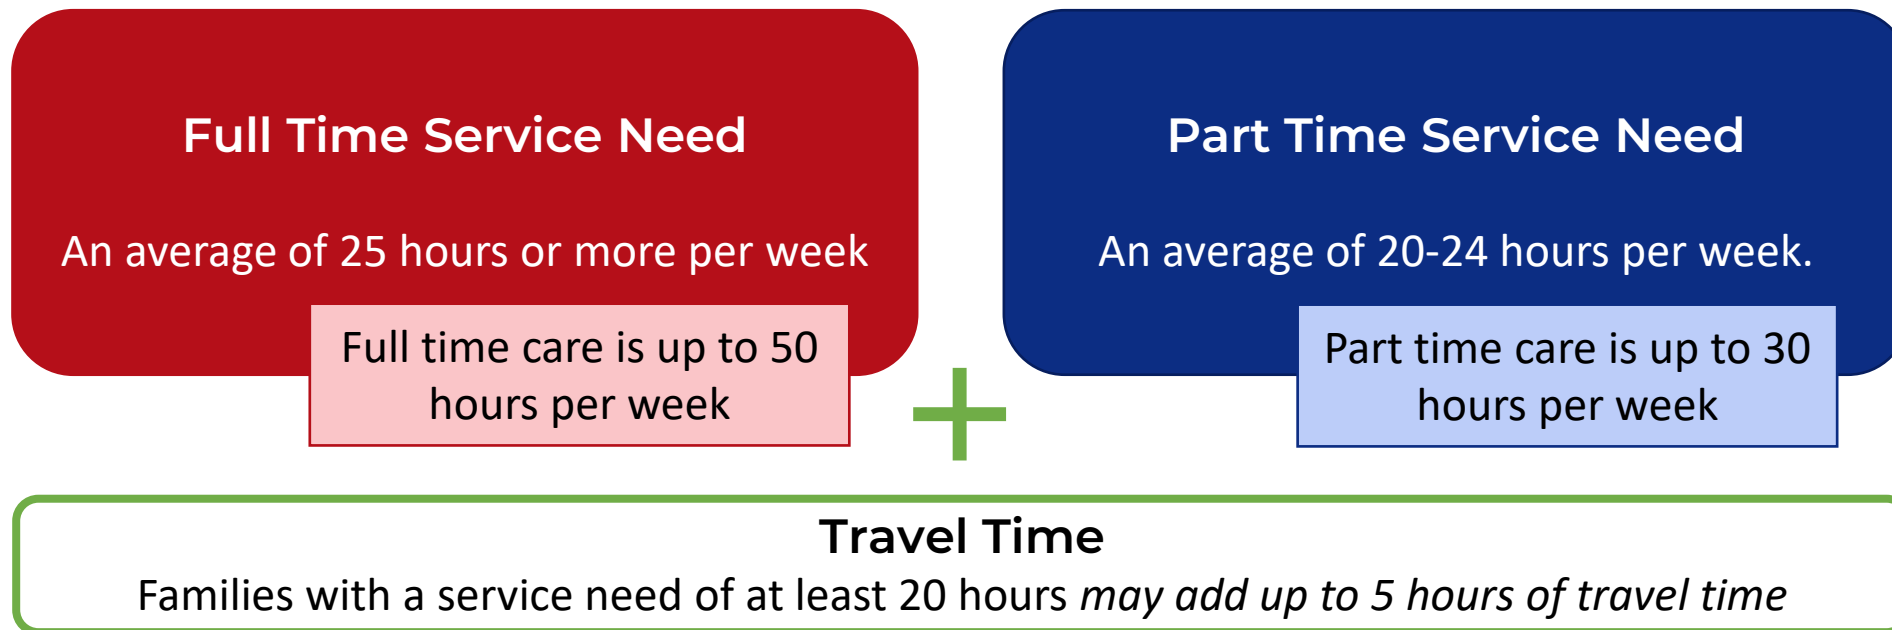 Full Time Service Need
An average of 25 hours or more per week
Full time care is up to 50
hours per week
Part Time Service Need
An average of 20-24 hours per week.
Part time care is up to 30
hours per week
Travel Time
Families with a service need of at least 20 hours may add up to 5 hours of travel time